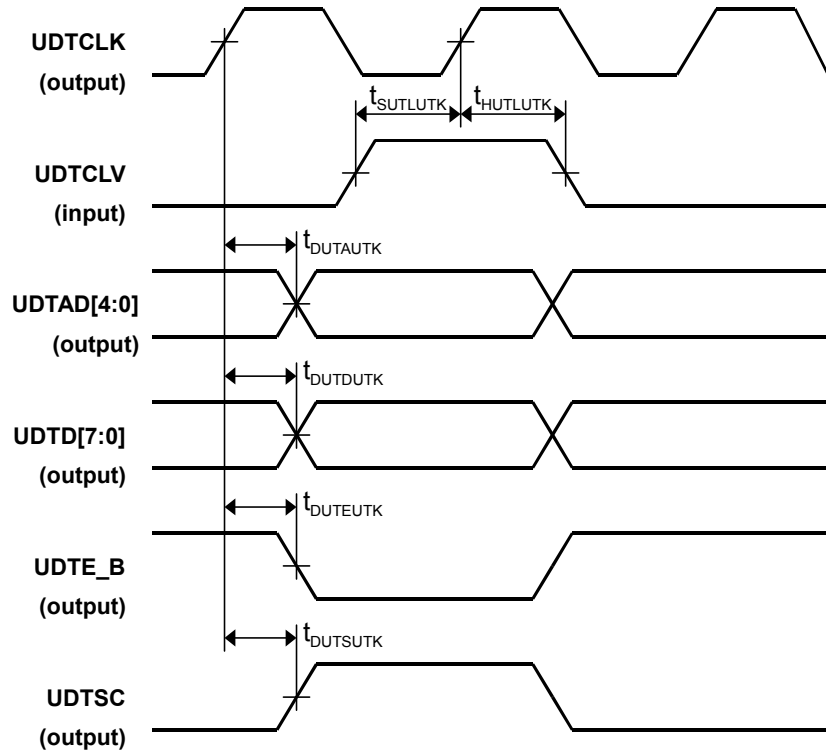 UDTCLK
(output)
tSUTLUTK
tHUTLUTK
UDTCLV
(input)
tDUTAUTK
UDTAD[4:0]
(output)
tDUTDUTK
UDTD[7:0]
(output)
tDUTEUTK
UDTE_B
(output)
tDUTSUTK
UDTSC
(output)